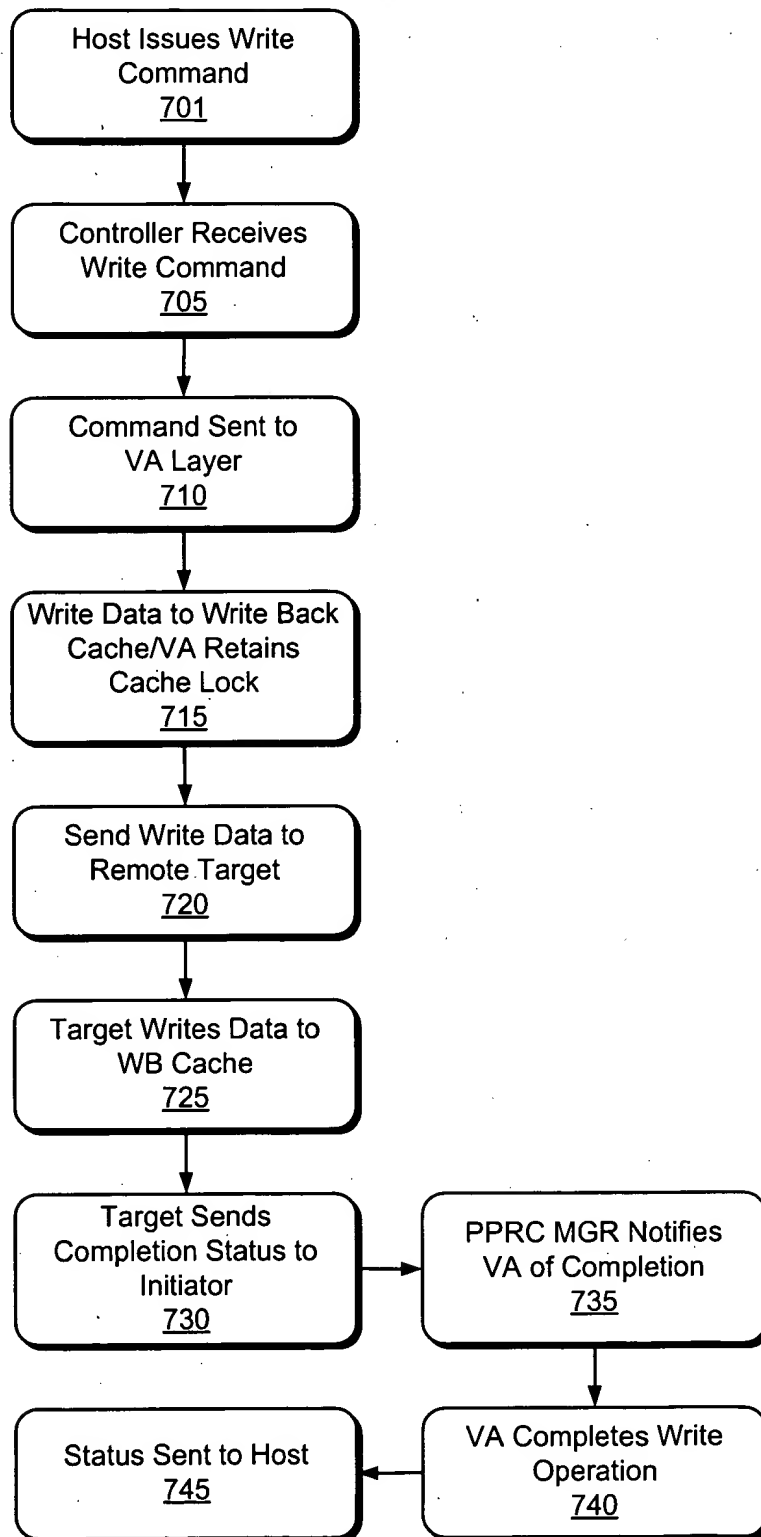 Host Issues Write
Command
701
Controller Receives
Write Command
705
Command Sent to
VA Layer
710
Write Data to Write Back
Cache/VA Retains
Cache Lock
715
Send Write Data to
Remote Target
720
Target Writes Data to
WB Cache
725
Target Sends
Completion Status to
Initiator
730
PPRC MGR Notifies
VA of Completion
735
VA Completes Write
Operation
740
Status Sent to Host
745